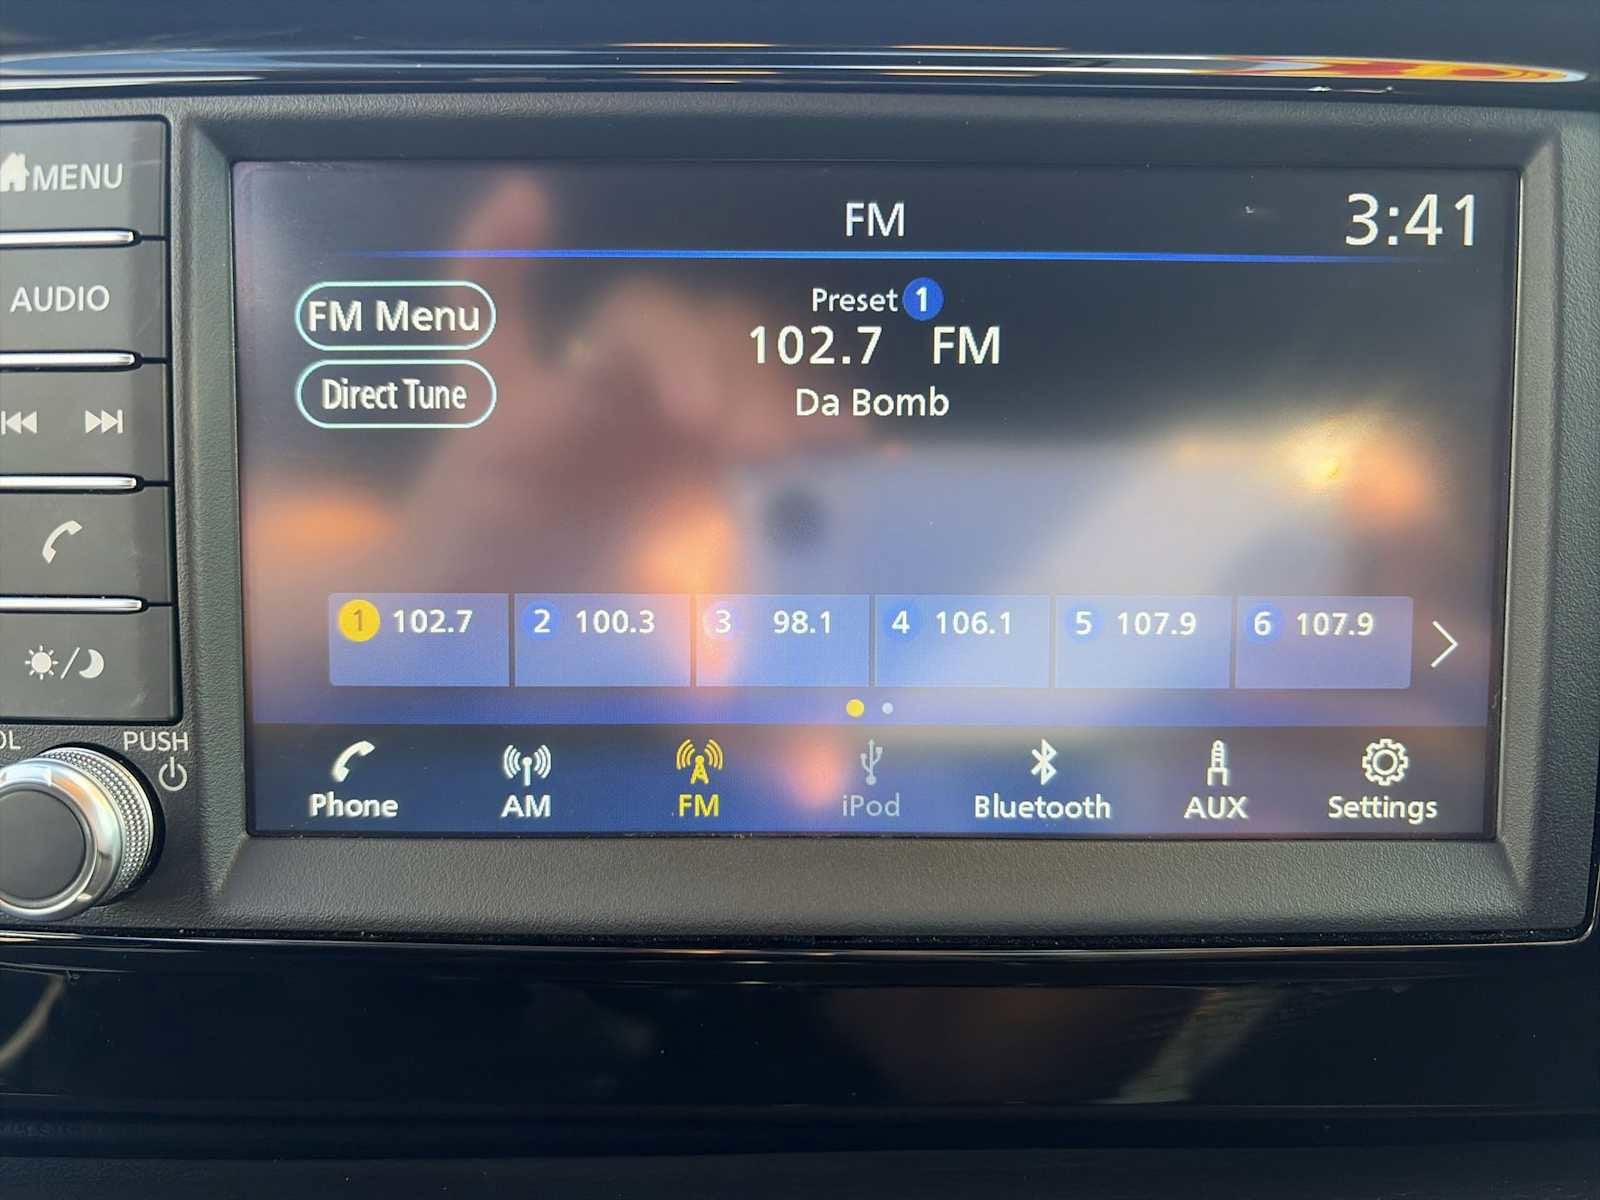 MENU
AUDIO
OL
PUSH
FM
3:41
FM Menu
Direct Tune
Preset 1
102.7 FM
Da Bomb
1 102.7
2 100.3
3 98.1
4 106.1
5 107.9
6 107.9
Phone
AM
FM
iPod
Bluetooth
AUX
Settings